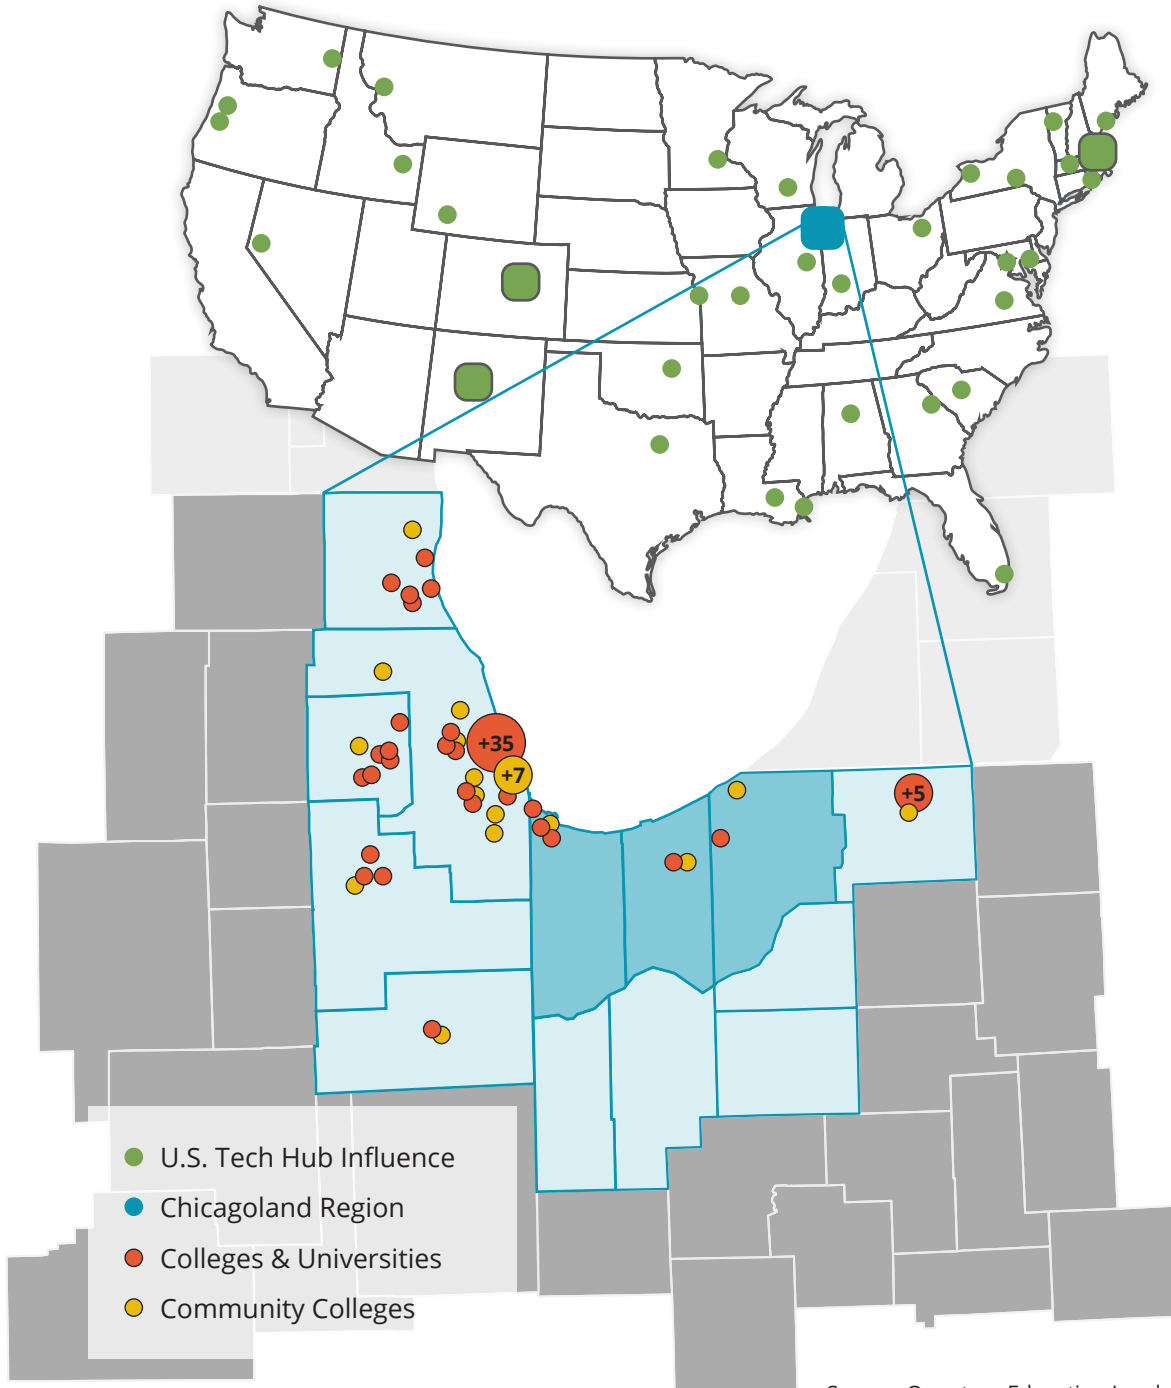 +35
+7
+5
U.S. Tech Hub Influence
Chicagoland Region
Colleges & Universities
Community Colleges